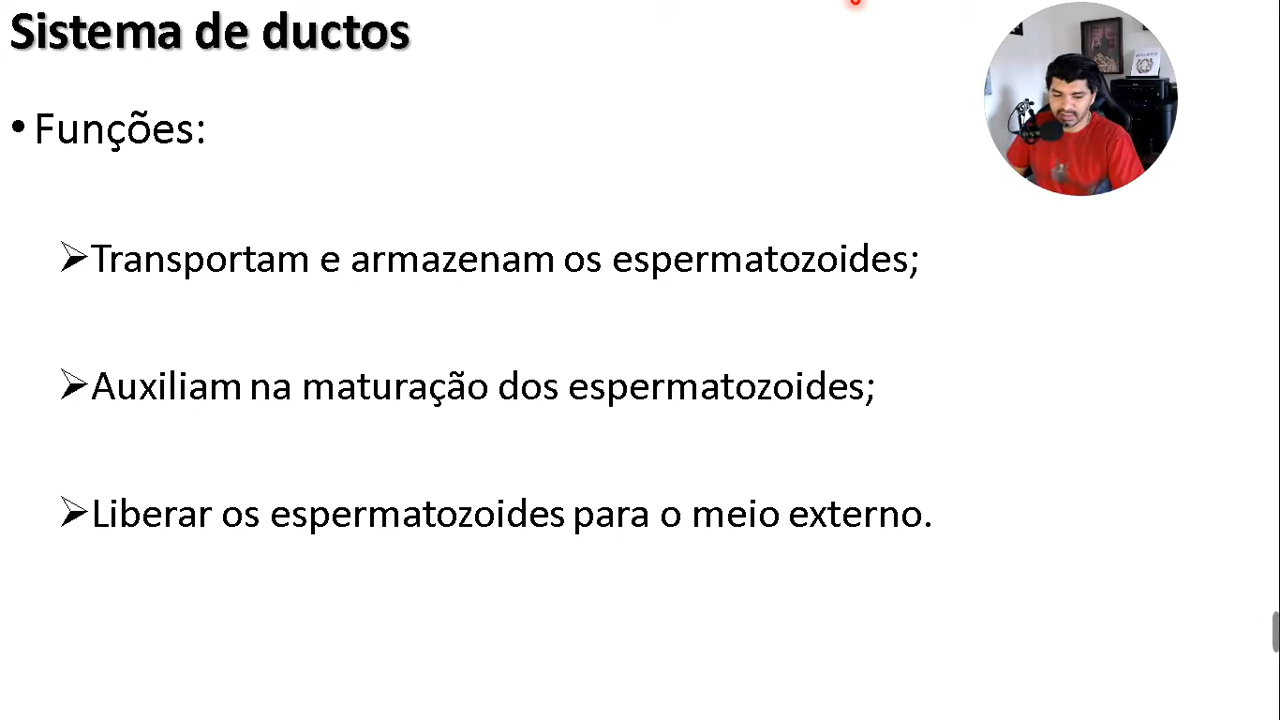 Sistema de ductos
• Funções:
➢Transportam e armazenam os espermatozoides;
➢Auxiliam na maturação dos espermatozoides;
➢Liberar os espermatozoides para o meio externo.